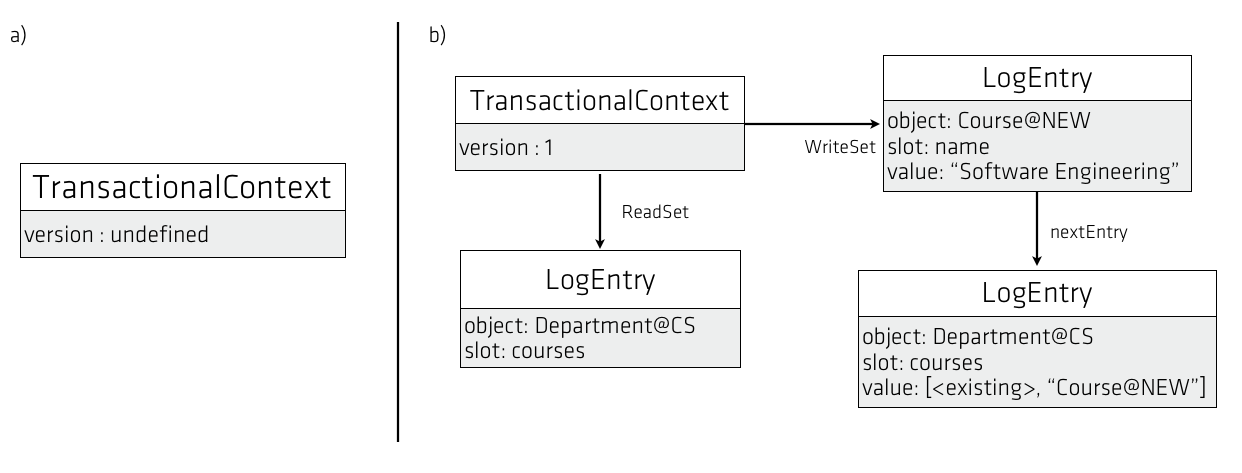 a)
TransactionalContext
version : undefined
b)
TransactionalContext
version : 1
WriteSet
LogEntry
object: Course@NEW
slot: name
value: “Software Engineering”
ReadSet
nextEntry
LogEntry
object: Department@CS
slot: courses
LogEntry
object: Department@CS
slot: courses
value: [<existing>, “Course@NEW”]